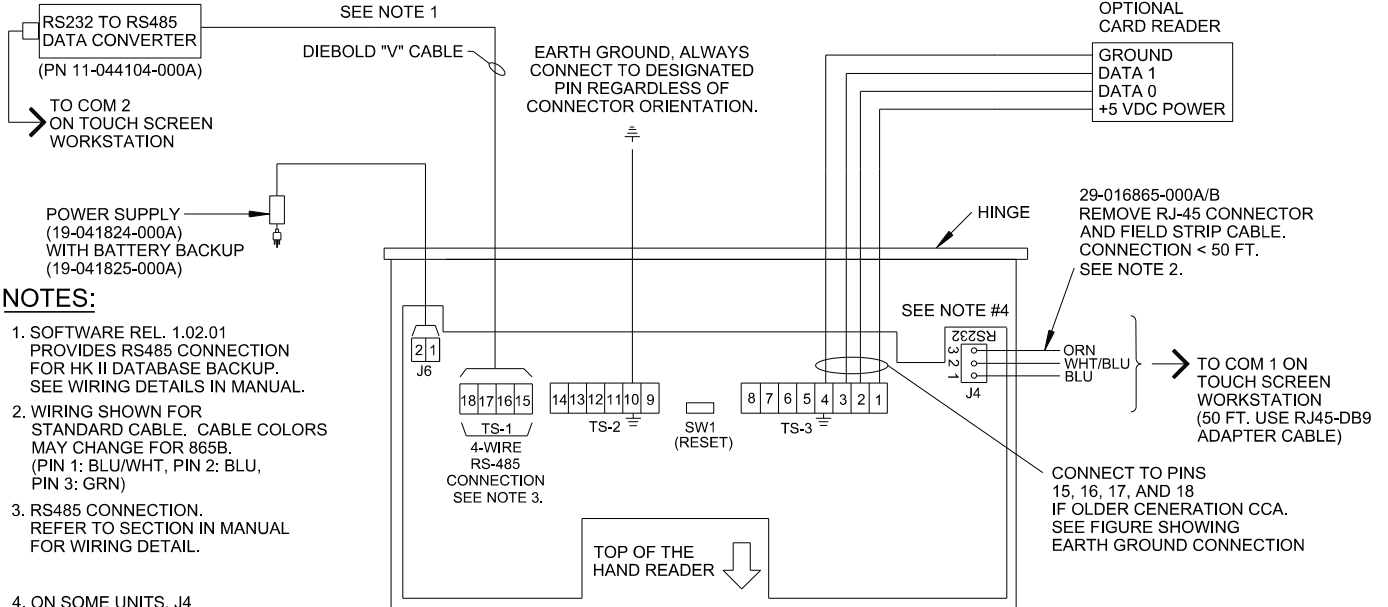 RS232 TO RS485
DATA CONVERTER
(PN 11-044104-000A)
TO COM 2
ON TOUCH SCREEN
WORKSTATION
SEE NOTE 1
DIEBOLD "V" CABLE
EARTH GROUND, ALWAYS
CONNECT TO DESIGNATED
PIN REGARDLESS OF
CONNECTOR ORIENTATION.
OPTIONAL
CARD READER
GROUND
DATA 1
DATA 0
+5 VDC POWER
POWER SUPPLY
(19-041824-000A)
WITH BATTERY BACKUP
(19-041825-000A)
HINGE
29-016865-000A/B
REMOVE RJ-45 CONNECTOR
AND FIELD STRIP CABLE.
CONNECTION < 50 FT.
SEE NOTE 2.
NOTES:
1. SOFTWARE REL. 1.02.01
PROVIDES RS485 CONNECTION
FOR HK II DATABASE BACKUP.
SEE WIRING DETAILS IN MANUAL.
2. WIRING SHOWN FOR
STANDARD CABLE. CABLE COLORS
MAY CHANGE FOR 865B.
(PIN 1: BLU/WHT, PIN 2: BLU,
PIN 3: GRN)
3. RS485 CONNECTION.
REFER TO SECTION IN MANUAL
FOR WIRING DETAIL.
4. ON SOME UNITS, J4
2 1
J6
18 17 16 15
TS-1
4-WIRE
RS-485
CONNECTION
SEE NOTE 3.
14 13 12 11 10 9
TS-2
SW1
(RESET)
8 7 6 5 4 3 2 1
TS-3
SEE NOTE #4
RS232
3 2 1
J4
ORN
WHT/BLU
BLU
TO COM 1 ON
TOUCH SCREEN
WORKSTATION
(50 FT. USE RJ45-DB9
ADAPTER CABLE)
CONNECT TO PINS
15, 16, 17, AND 18
IF OLDER CENERATION CCA.
SEE FIGURE SHOWING
EARTH GROUND CONNECTION
TOP OF THE
HAND READER